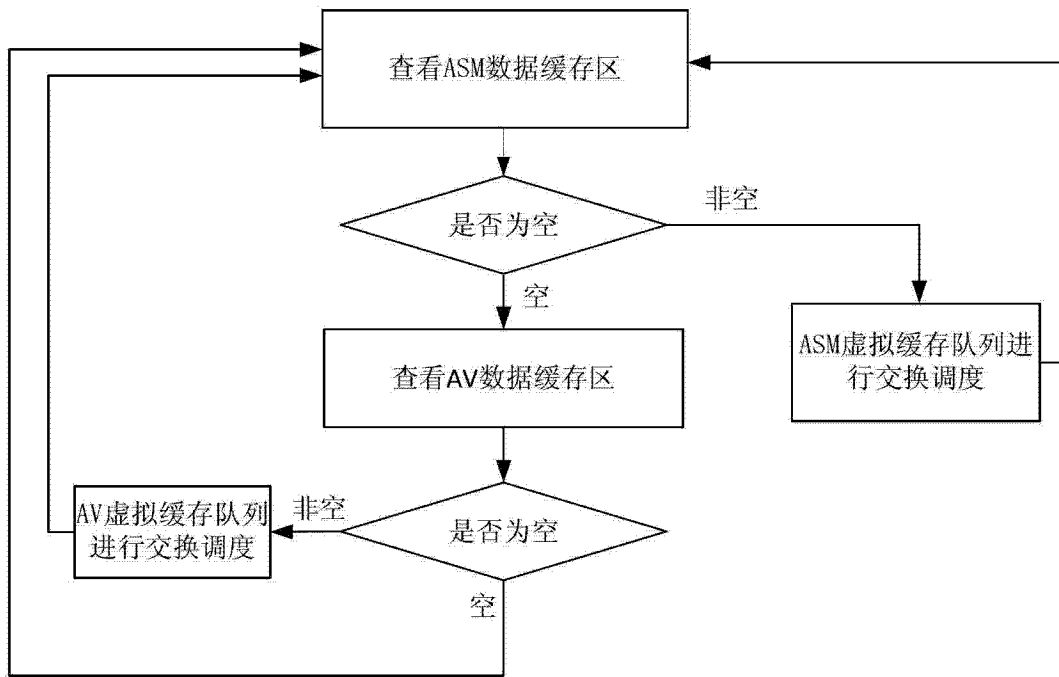 查看ASM数据缓存区
是否为空
非空
空
ASM虚拟缓存队列进
行交换调度
查看AV数据缓存区
AV虚拟缓存队列
进行交换调度
非空
是否为空
空